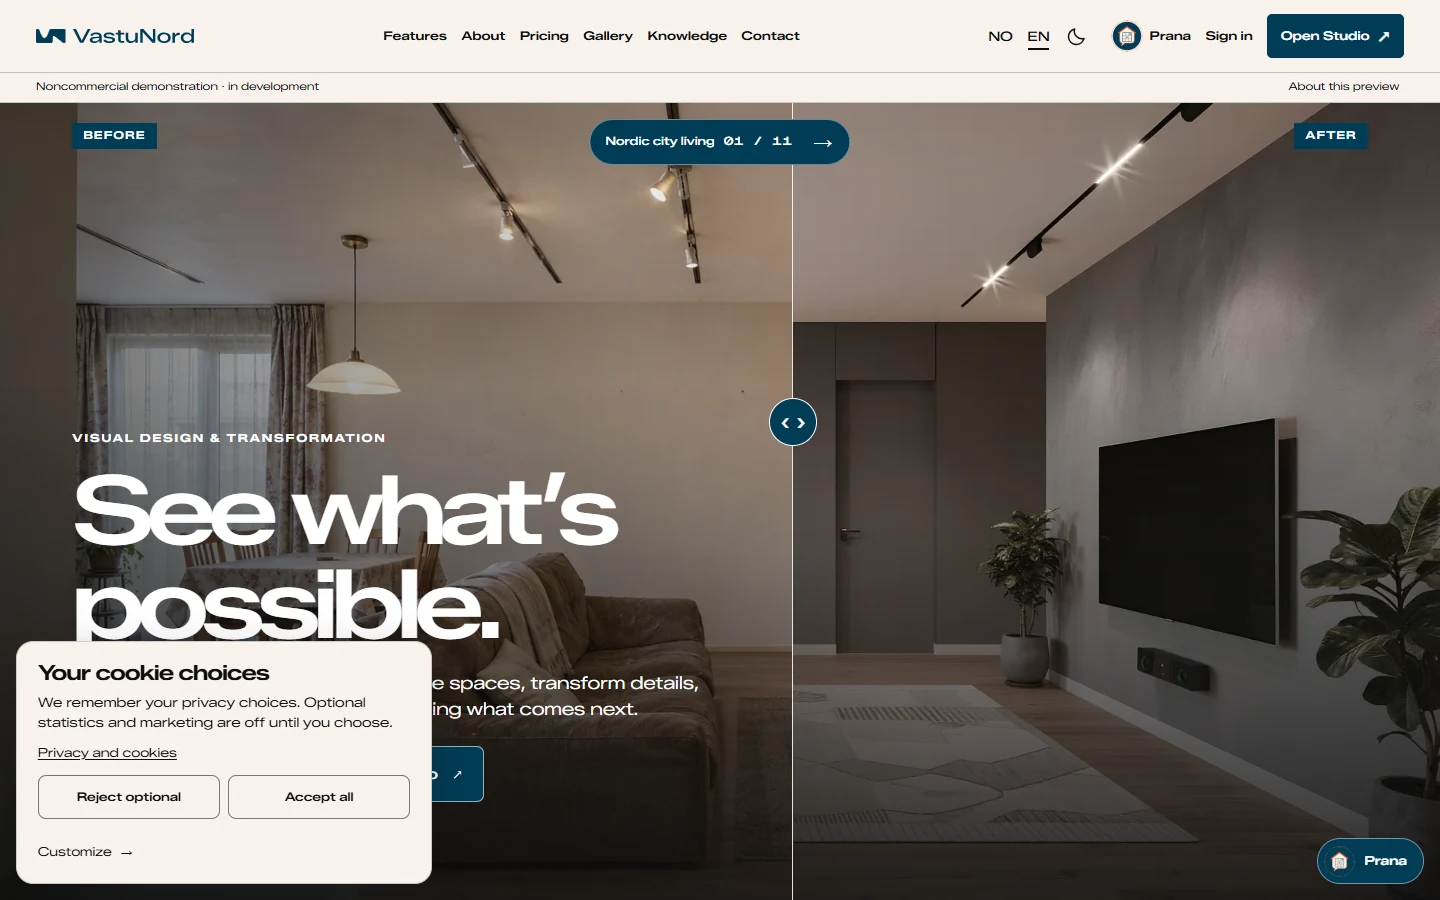 VastuNord
Features About Pricing Gallery Knowledge Contact
NO EN
Prana Sign in Open Studio ↗
Noncommercial demonstration · in development
About this preview
BEFORE
Nordic city living 01 / 11 →
AFTER
VISUAL DESIGN & TRANSFORMATION
See what's
possible.
e spaces, transform details,
ing what comes next.
↗
Your cookie choices
We remember your privacy choices. Optional
statistics and marketing are off until you choose.
Privacy and cookies
Reject optional Accept all
Customize →
Prana